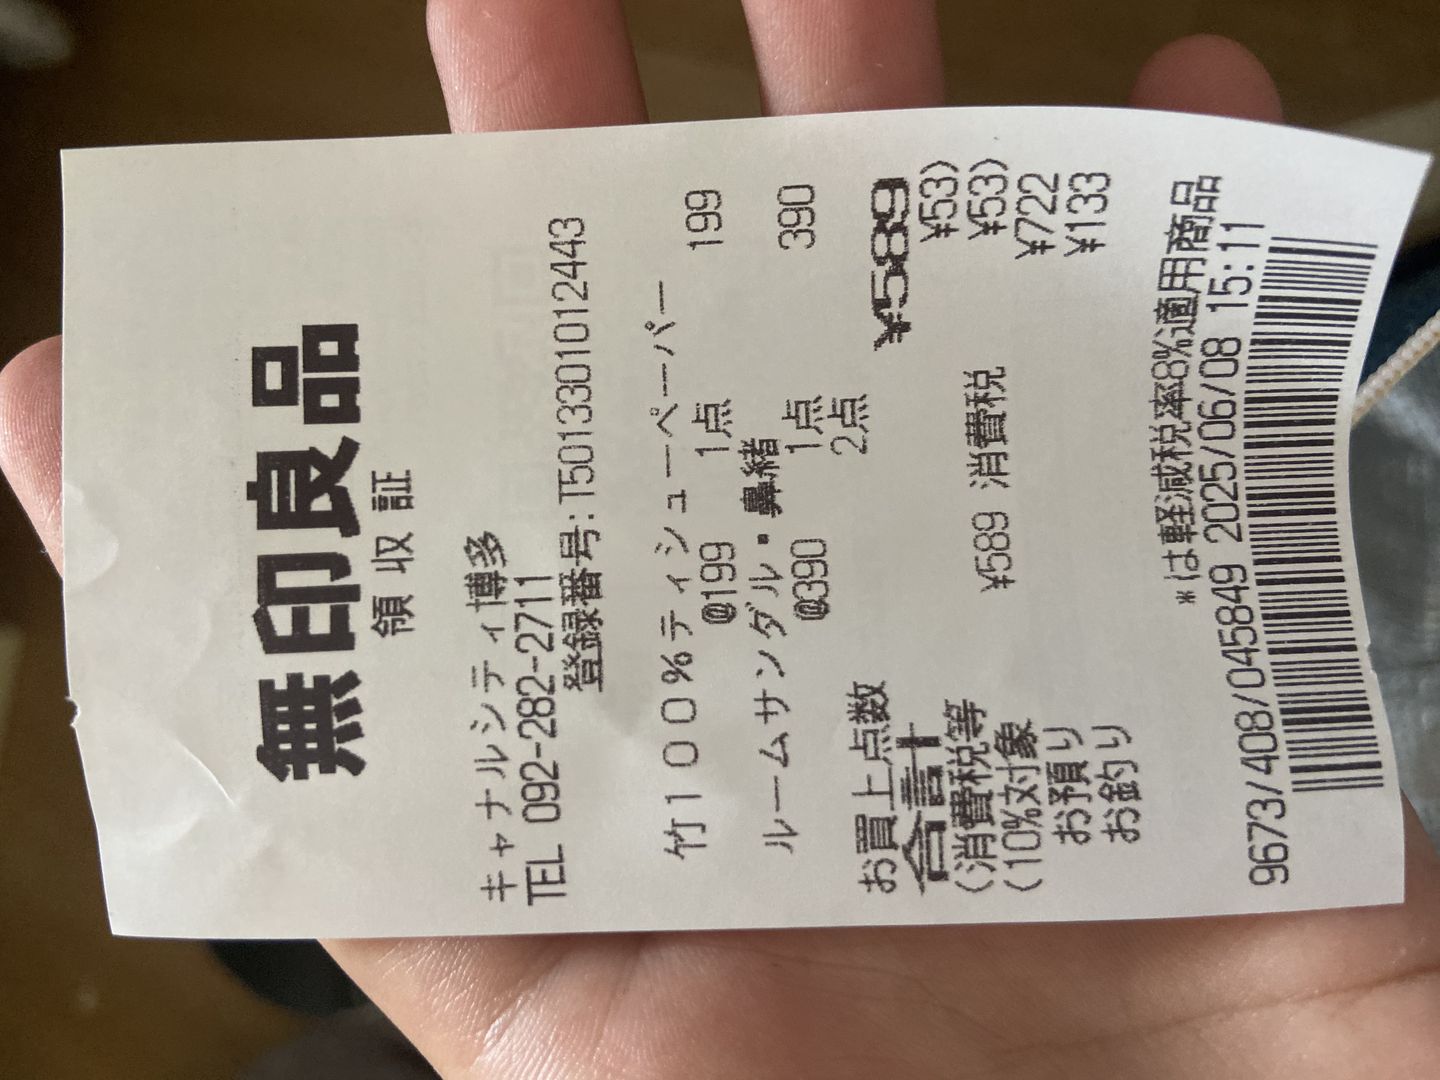 無印良品
領収証
キャナルシティ博多
TEL 092-282-2711
登録番号:T5013301012443
竹100%ティシューペーパー
@199 1点 199
ルームサンダル・鼻緒
@390 1点 390
お買上点数 2点
合計 ¥589
(消費税等 ¥53)
(10%対象 ¥589 消費税 ¥53)
お預り ¥722
お釣り ¥133
*は軽減税率8%適用商品
9673/408/045849 2025/06/08 15:11